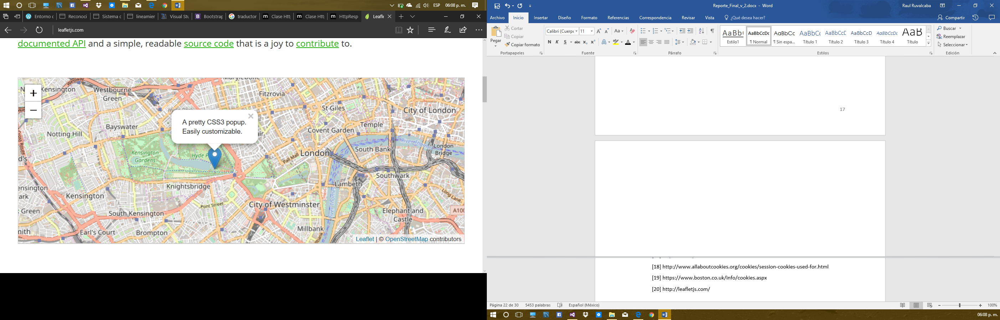 ESP 06:08 p. m.
Entorno c
Reconoci
Sistema c
lineamier
Visual Stu
Bootstrap
traductor
Clase Htt
Clase Htt
HttpResp
Leafle
leafletjs.com
documented API and a simple, readable source code that is a joy to contribute to.
+
−
Westway
Kensington
Westbourne
Green
Fitzrovia
St Giles
City of London
Bayswater
Notting Hill
A pretty CSS3 popup.
Easily customizable.
Covent Garden
Temple
Kensington
Gardens
Pall Mall
London
South Bank
London
Bridge
Southwark
Lambeth
Knightsbridge
Kensington
Pont Street
City of Westminster
Long Lane
South Kensington
Elephant and
Castle
Green
Earl's Court
Brompton
Millbank
Leaflet | © OpenStreetMap contributors
Reporte_Final_v_2.docx - Word
Raul Ruvalcaba
Archivo Inicio Insertar Diseño Formato Referencias Correspondencia Revisar Vista ¿Qué desea hacer?
Compartir
Pegar
Cortar
Copiar
Copiar formato
Portapapeles
Calibri (Cuerpc 11
N K S abc x₂ x²
Fuente
Párrafo
AaBb( AaBbCcDc AaBbCc AaBbC( AaBbCcC AaBbCcD AaBbCcDc AaB
Estilo1 ¶ Normal ¶ Sin espa... Título 1 Título 2 Título 3 Título 4 Título
Estilos
Buscar
Reemplazar
Seleccionar
Edición
17
[18] http://www.allaboutcookies.org/cookies/session-cookies-used-for.html
[19] https://www.boston.co.uk/info/cookies.aspx
[20] http://leafletjs.com/
Página 22 de 30 5453 palabras Español (México)
100%
06:08 p. m.